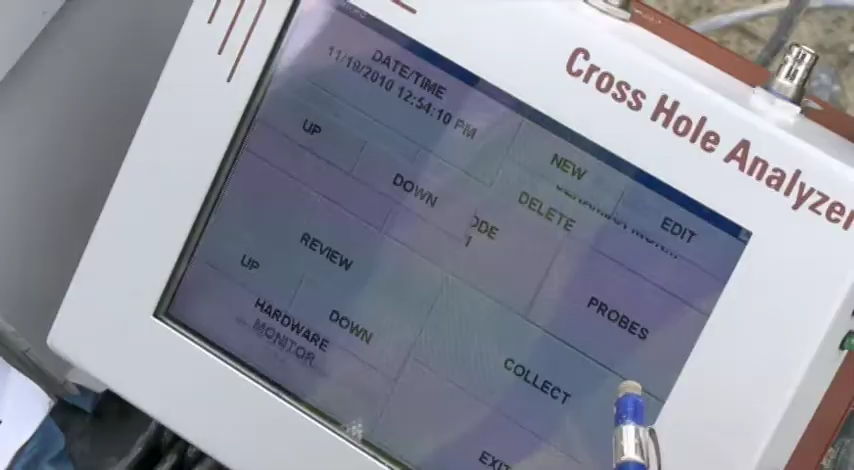 Cross Hole Analyzer
DATE/TIME
11/19/2010 12:54:10 PM
NEW
EDIT
UP
DOWN
DELETE
REVIEW
PROBES
UP
DOWN
HARDWARE
MONITOR
COLLECT
EXIT